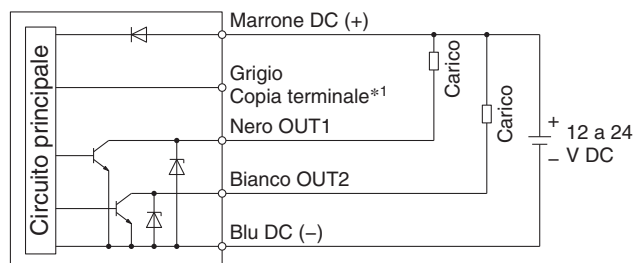 Marrone DC (+)
Grigio
Copia terminale*1
Nero OUT1
Bianco OUT2
Blu DC (−)
Circuito principale
Carico
Carico
+
12 a 24
−
V DC